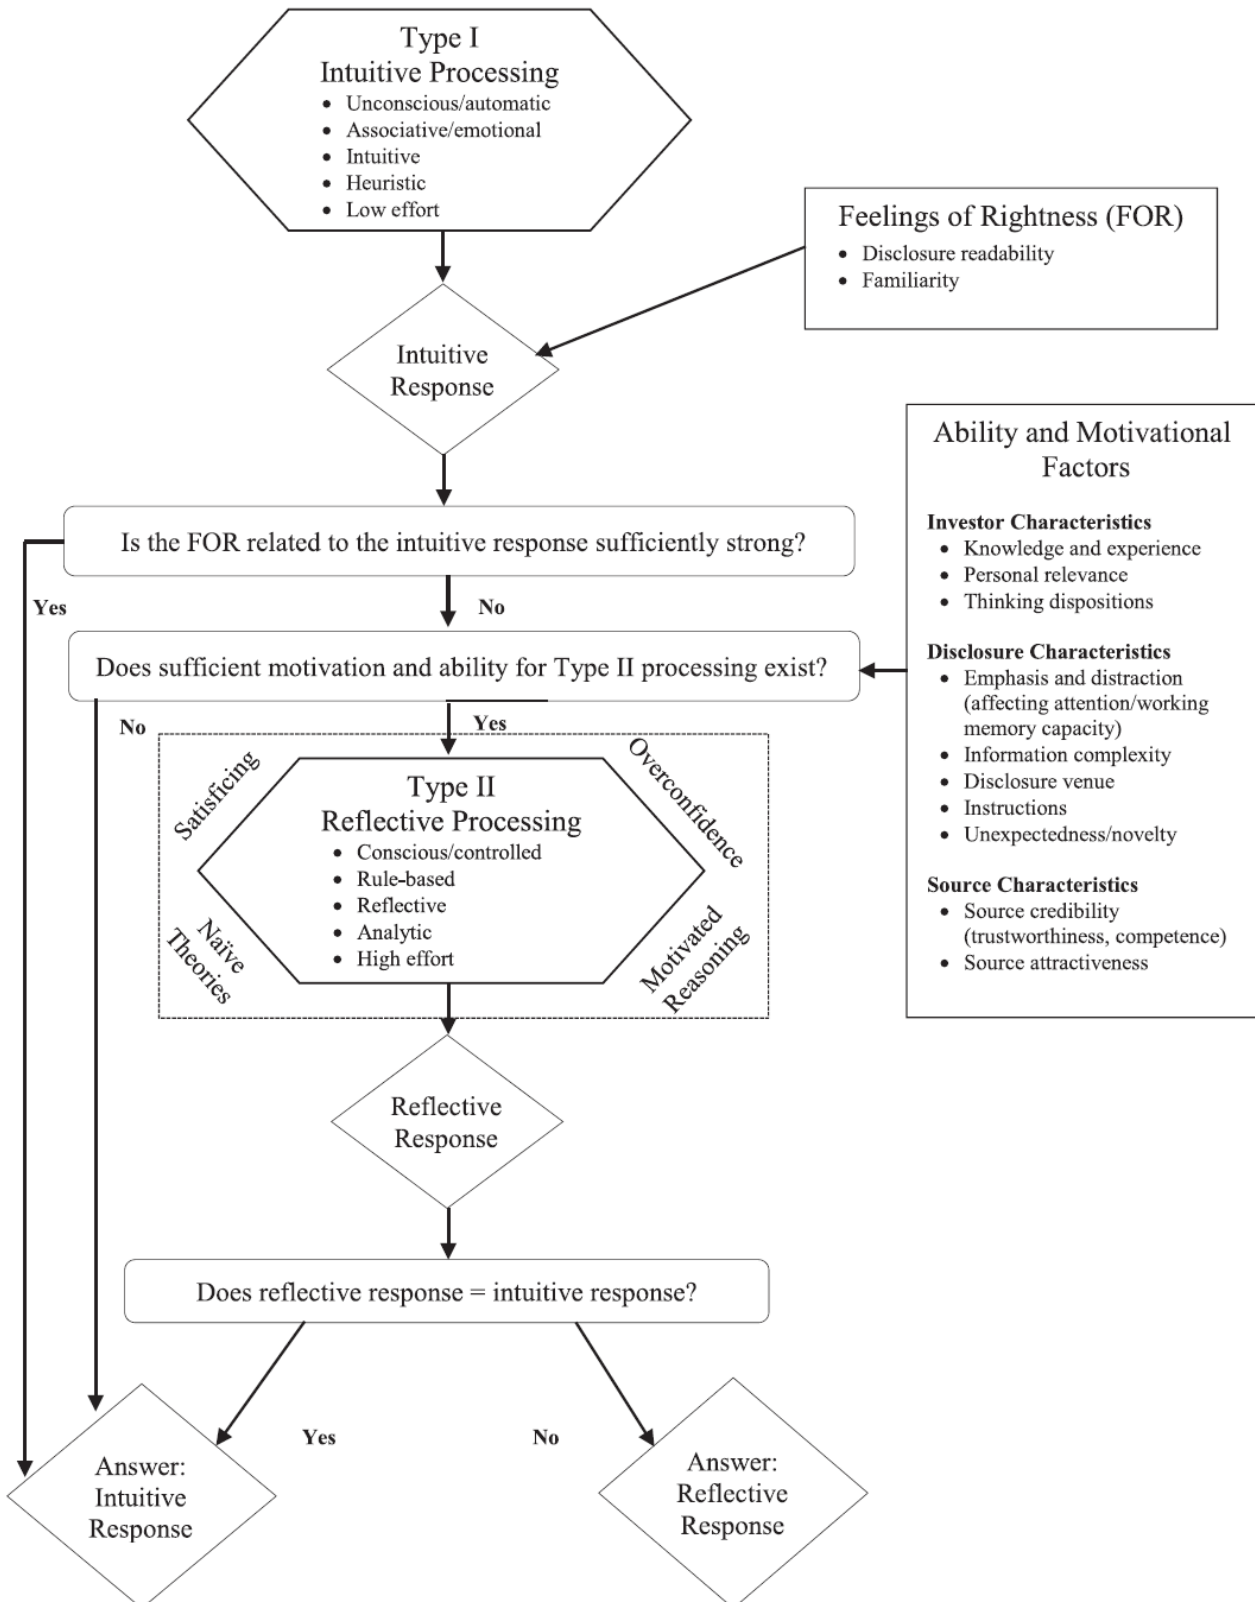 Type I
Intuitive Processing
• Unconscious/automatic
• Associative/emotional
• Intuitive
• Heuristic
• Low effort
Feelings of Rightness (FOR)
• Disclosure readability
• Familiarity
Intuitive
Response
Ability and Motivational
Factors
Investor Characteristics
• Knowledge and experience
• Personal relevance
• Thinking dispositions
Disclosure Characteristics
• Emphasis and distraction
(affecting attention/working
memory capacity)
• Information complexity
• Disclosure venue
• Instructions
• Unexpectedness/novelty
Source Characteristics
• Source credibility
(trustworthiness, competence)
• Source attractiveness
Is the FOR related to the intuitive response sufficiently strong?
Yes
No
Does sufficient motivation and ability for Type II processing exist?
No
Yes
Satisficing
Overconfidence
Type II
Reflective Processing
• Conscious/controlled
• Rule-based
• Reflective
• Analytic
• High effort
Naïve
Theories
Motivated
Reasoning
Reflective
Response
Does reflective response = intuitive response?
Yes
No
Answer:
Intuitive
Response
Answer:
Reflective
Response